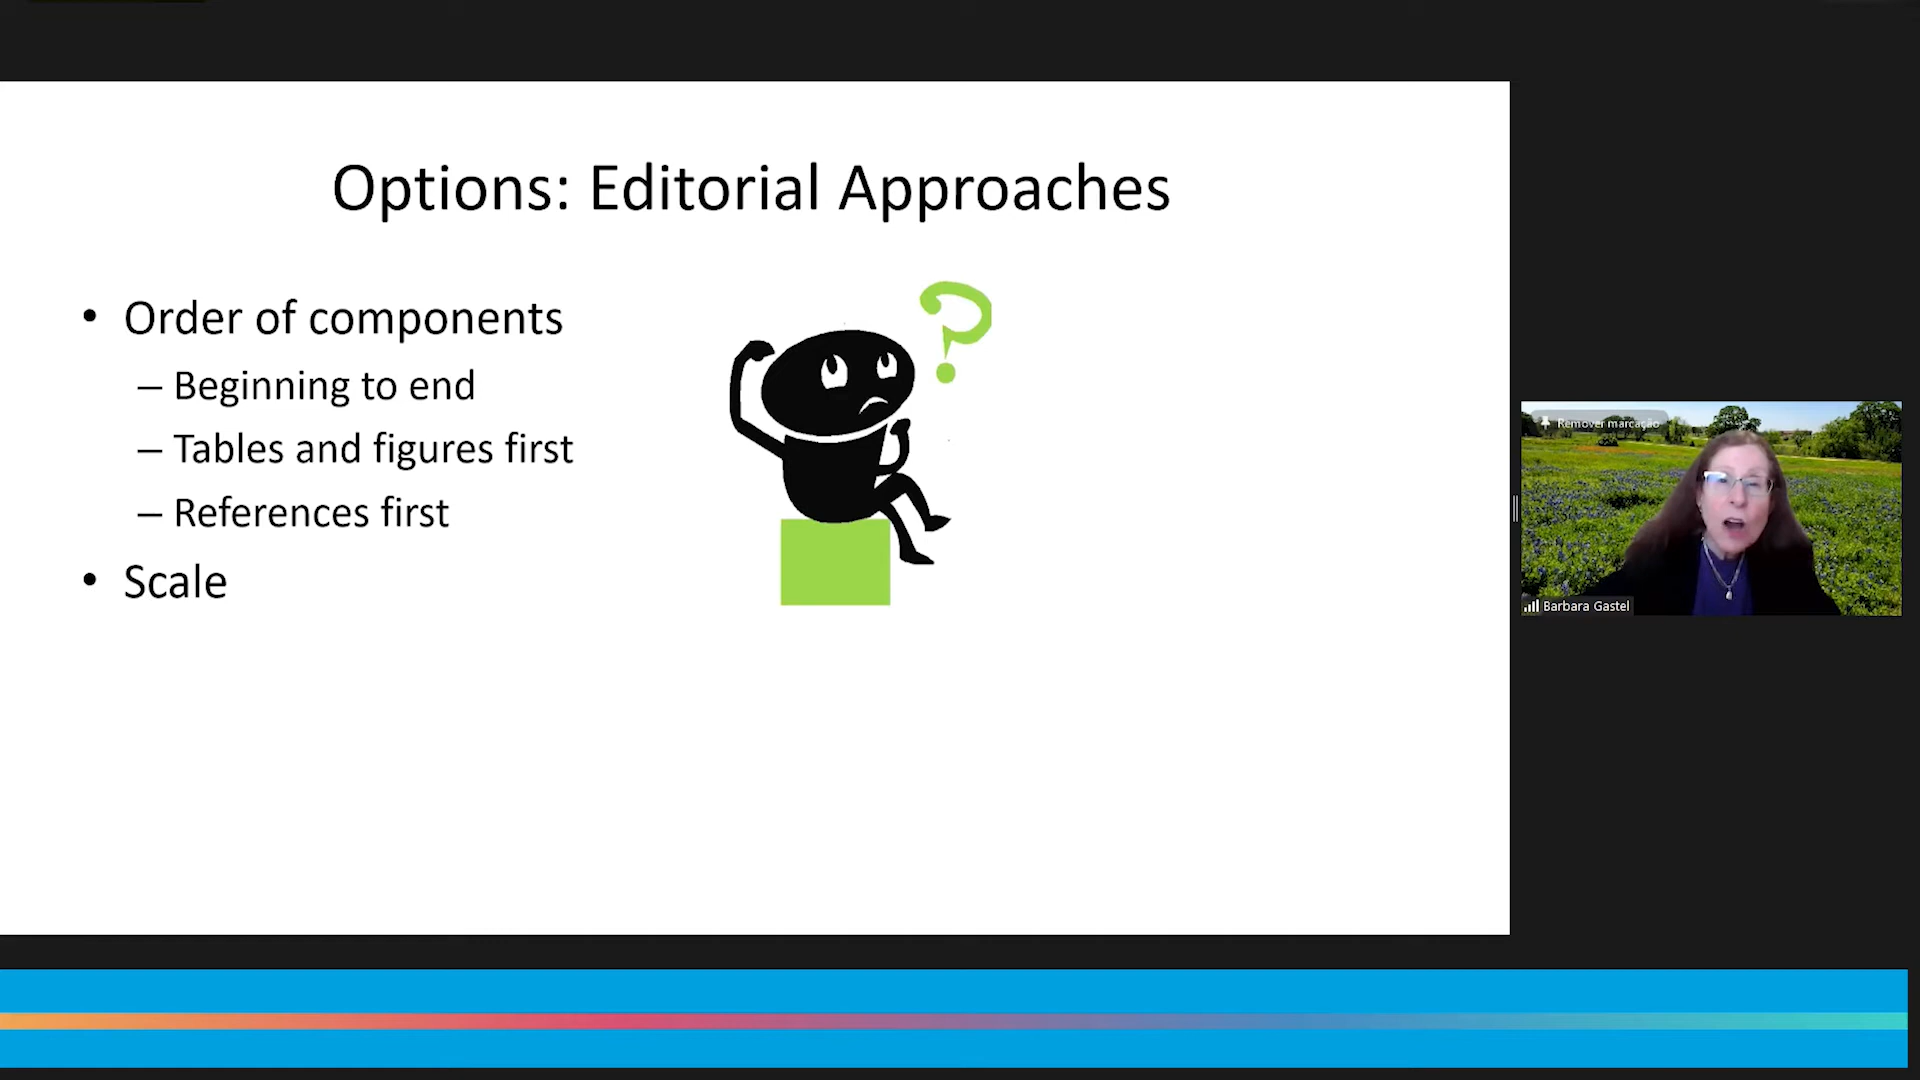 Options: Editorial Approaches
• Order of components
– Beginning to end
– Tables and figures first
– References first
• Scale
?
Remover marcação
Barbara Gastel